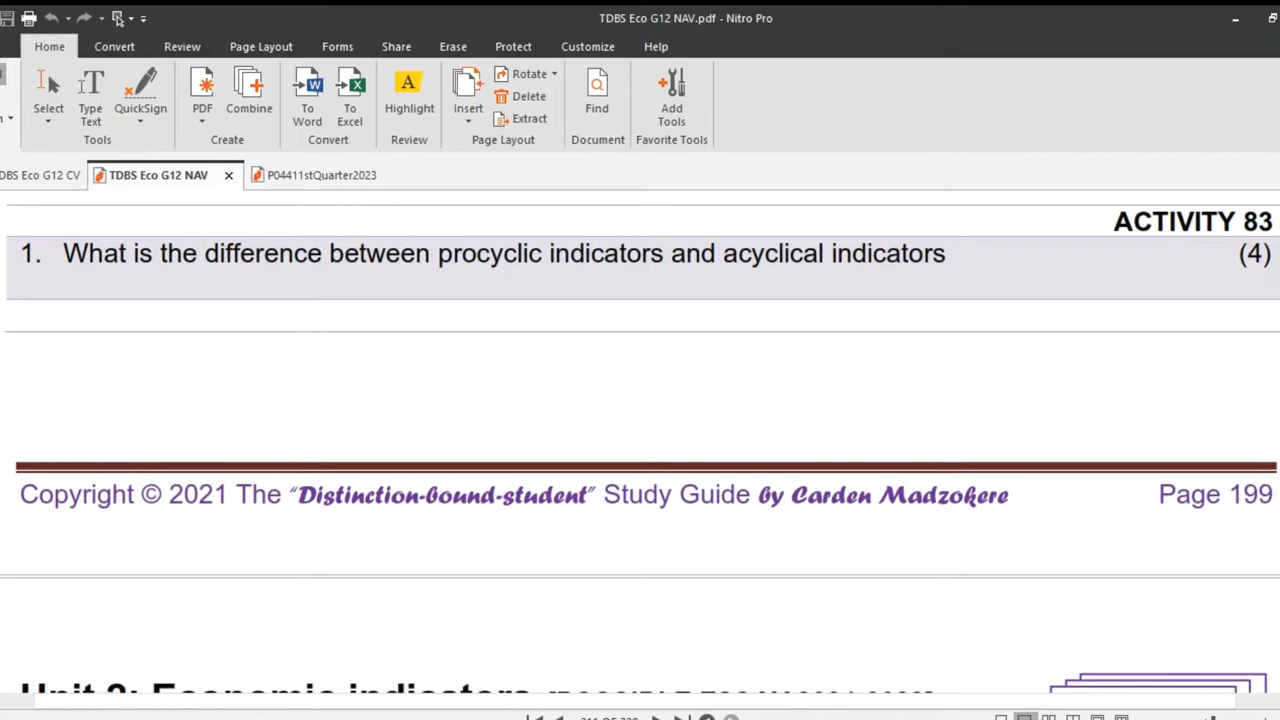 TDBS Eco G12 NAV.pdf - Nitro Pro
Home Convert Review Page Layout Forms Share Erase Protect Customize Help
Select
Type Text
QuickSign
Tools
PDF
Combine
Create
To Word
To Excel
Convert
Highlight
Review
Insert
Rotate
Delete
Extract
Page Layout
Find
Document
Add Tools
Favorite Tools
DBS Eco G12 CV TDBS Eco G12 NAV P04411stQuarter2023
ACTIVITY 83
1. What is the difference between procyclic indicators and acyclical indicators (4)
Copyright © 2021 The “Distinction-bound-student” Study Guide by Carden Madzokere Page 199
Unit 2: Economic indicators